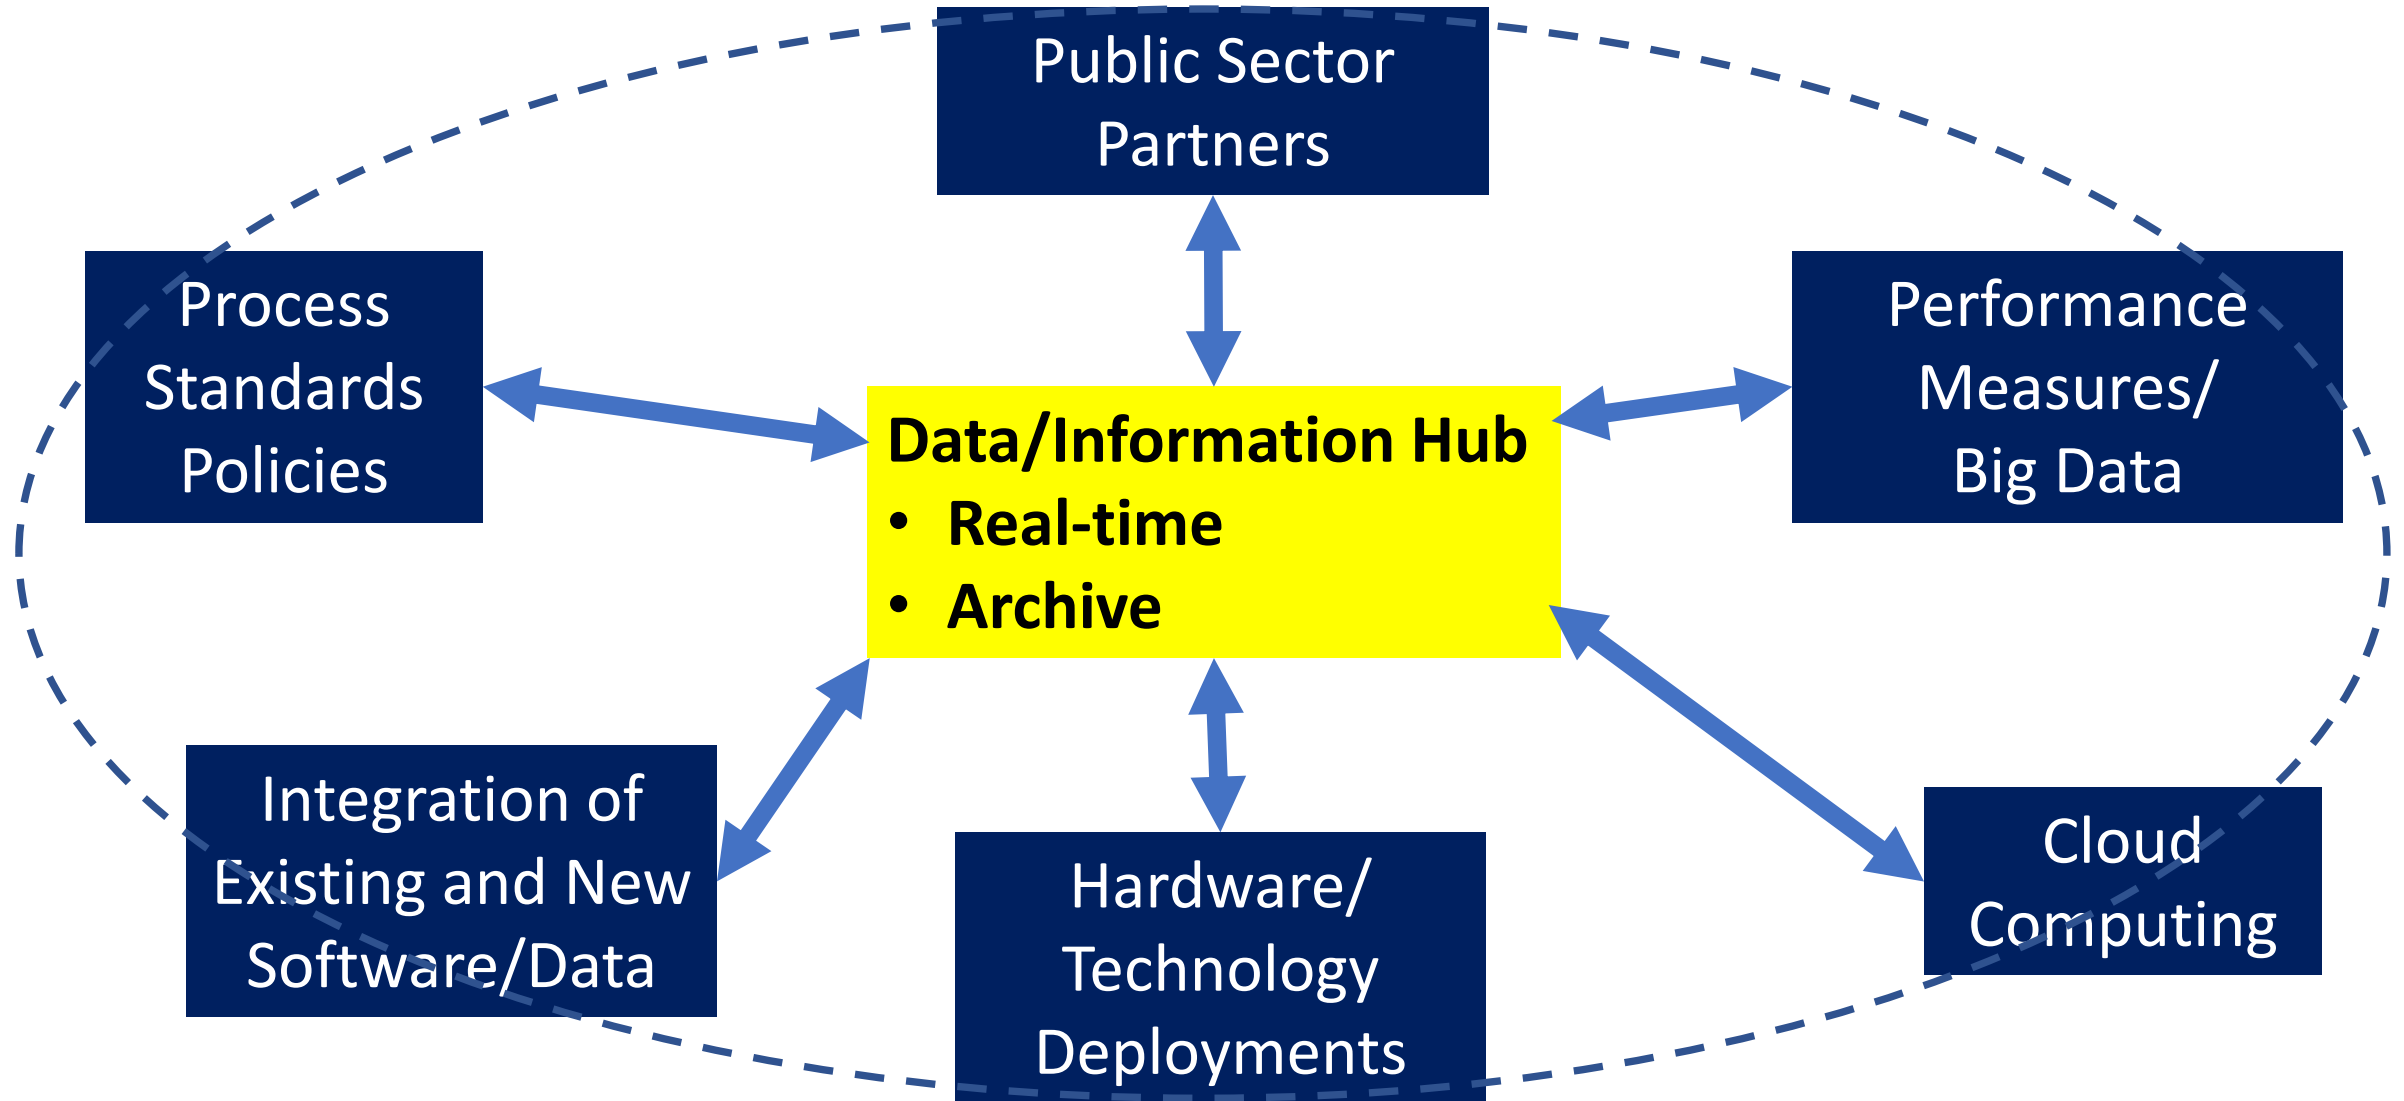 Public Sector
Partners
Process
Standards
Policies
Performance
Measures/
Big Data
Data/Information Hub
• Real-time
• Archive
Integration of
Existing and New
Software/Data
Hardware/
Technology
Deployments
Cloud
Computing